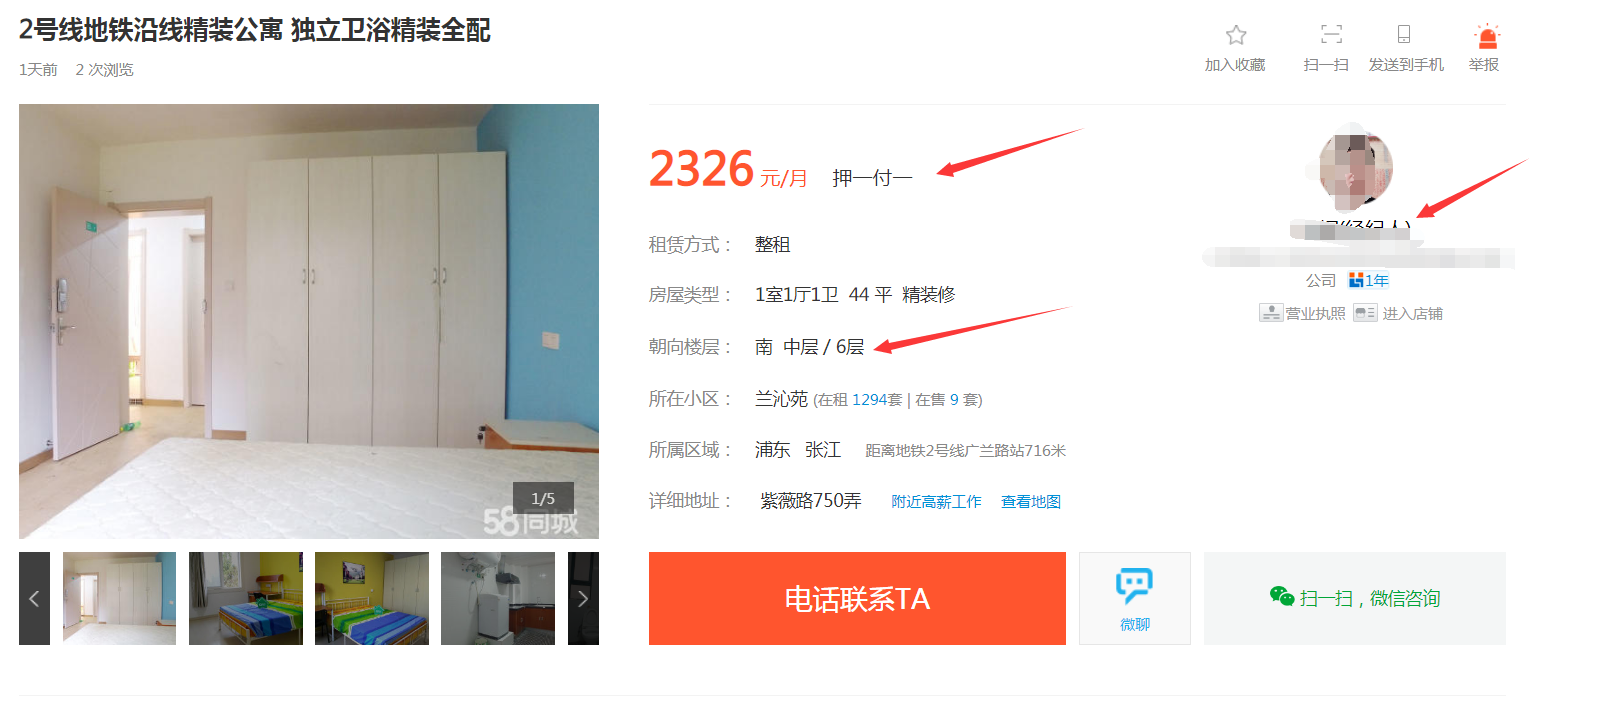 2号线地铁沿线精装公寓 独立卫浴精装全配
1天前 2 次浏览
加入收藏 扫一扫 发送到手机 举报
2326 元/月 押一付一
租赁方式： 整租
房屋类型： 1室1厅1卫 44 平 精装修
朝向楼层： 南 中层 / 6层
所在小区： 兰沁苑 (在租 1294套 | 在售 9 套)
所属区域： 浦东 张江 距离地铁2号线广兰路站716米
详细地址： 紫薇路750弄 附近高薪工作 查看地图
(经纪人)
公司 1年
营业执照 进入店铺
1/5
58同城
电话联系TA
微聊
扫一扫，微信咨询